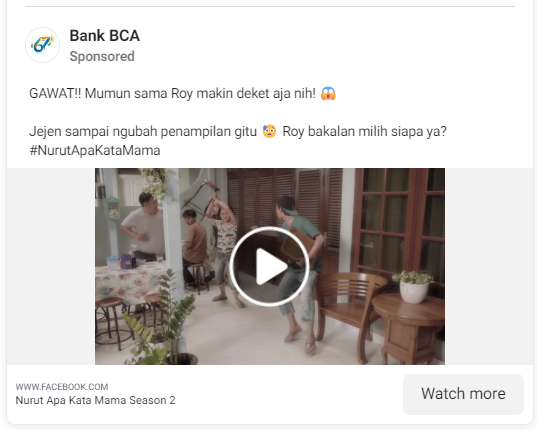 67
Bank BCA
Sponsored
GAWAT!! Mumun sama Roy makin deket aja nih! 😱
Jejen sampai ngubah penampilan gitu 😳 Roy bakalan milih siapa ya?
#NurutApaKataMama
WWW.FACEBOOK.COM
Nurut Apa Kata Mama Season 2
Watch more